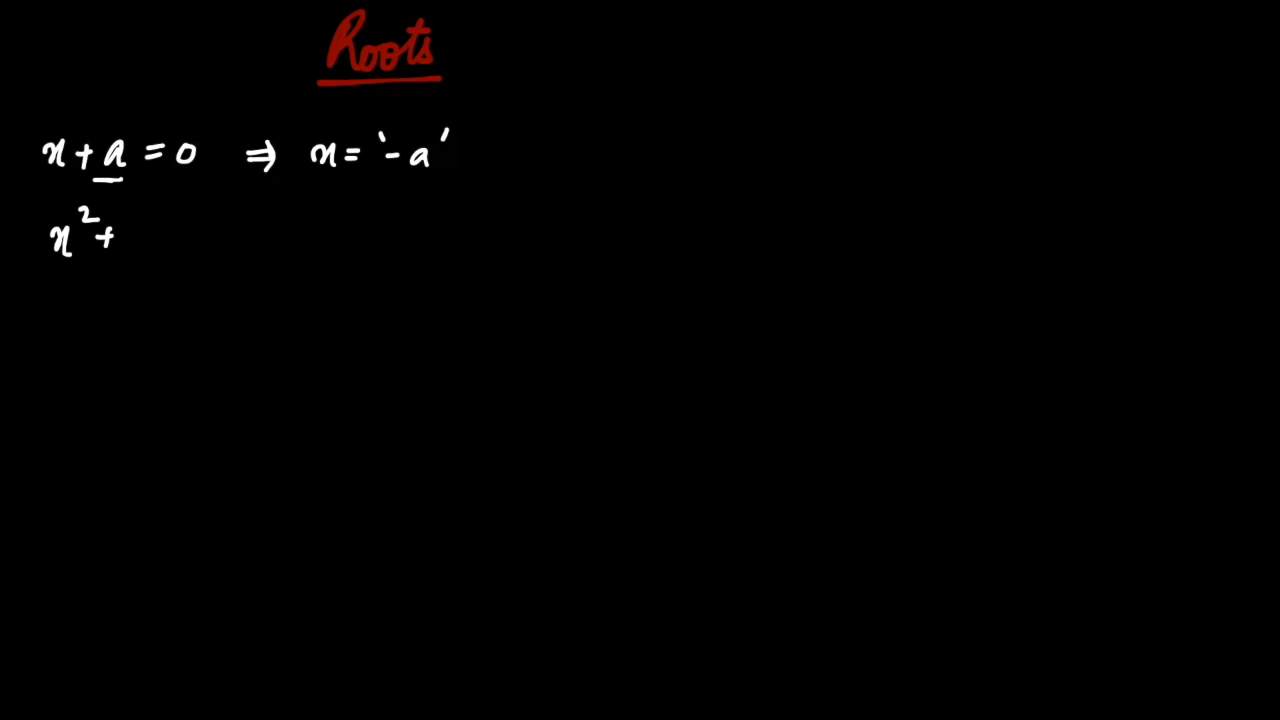 Roots
x + a = 0 ⇒ x = '-a'
x² +